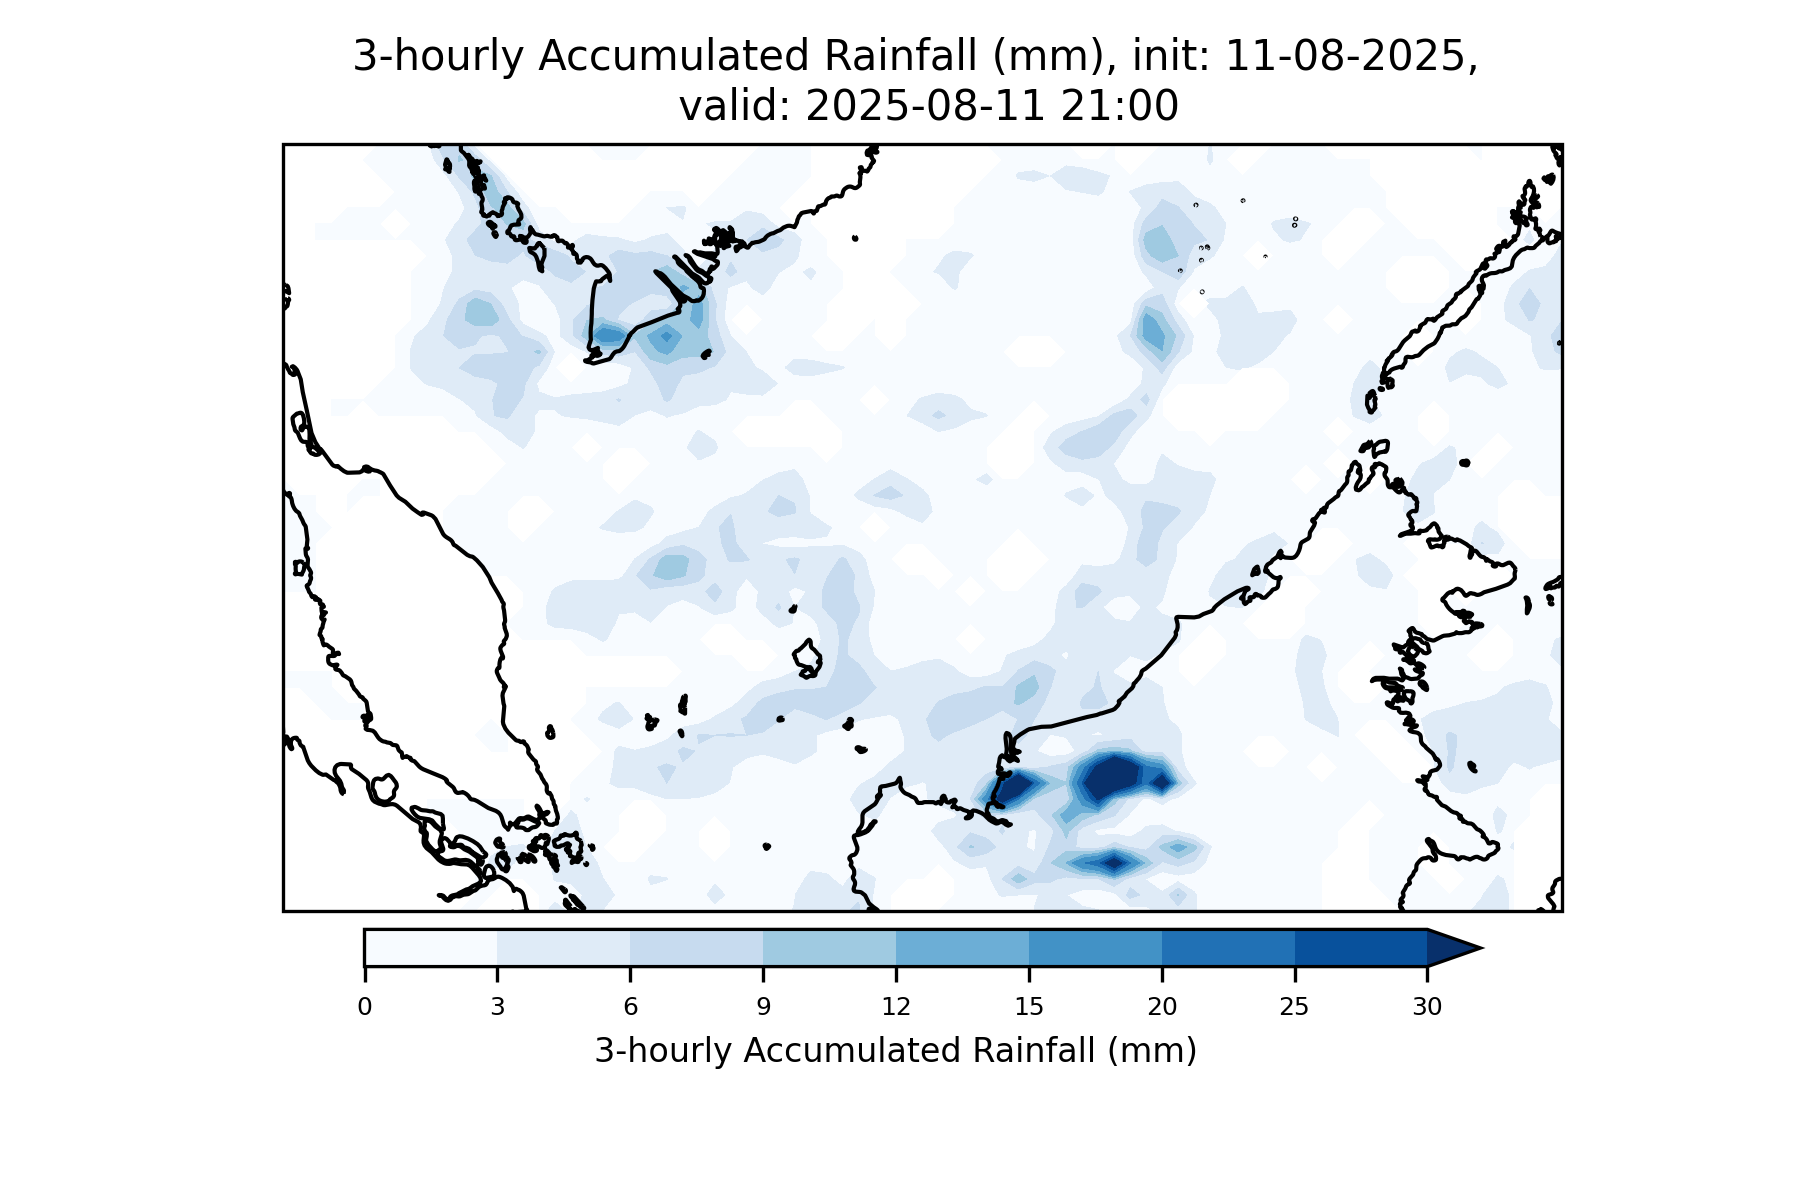 3-hourly Accumulated Rainfall (mm), init: 11-08-2025,
valid: 2025-08-11 21:00
0 3 6 9 12 15 20 25 30
3-hourly Accumulated Rainfall (mm)